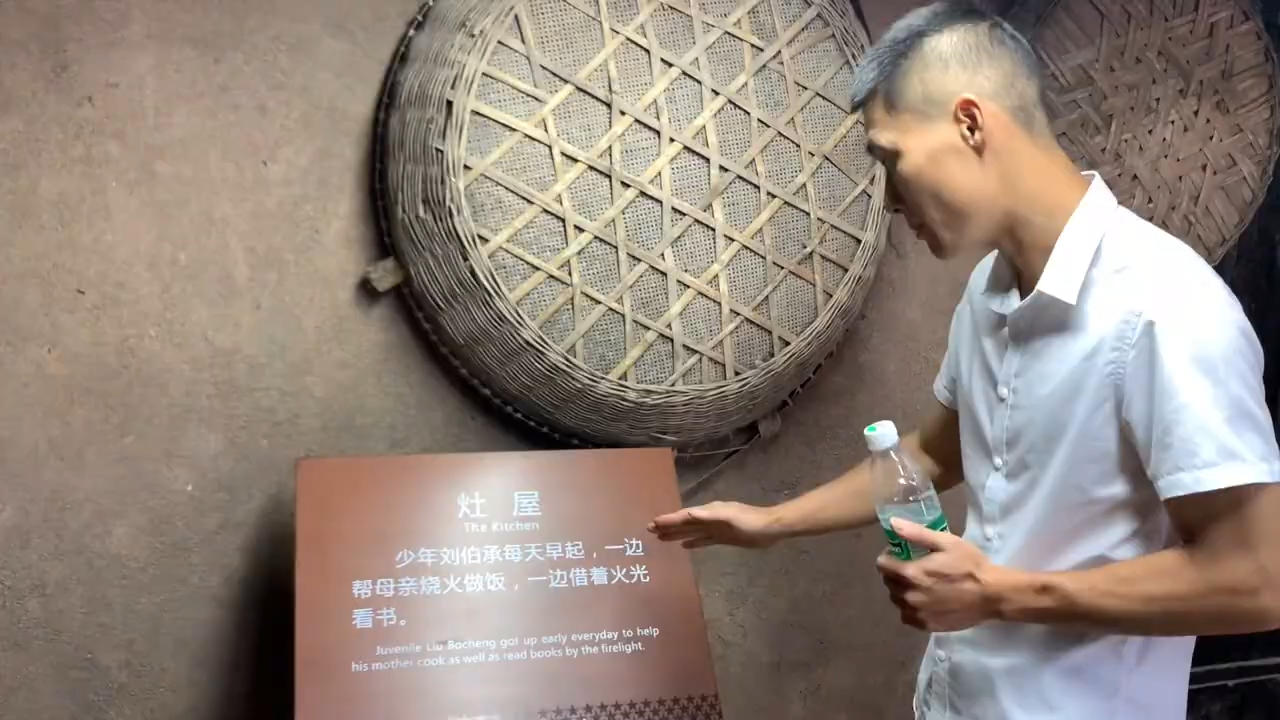 灶 屋
The Kitchen
少年刘伯承每天早起，一边
帮母亲烧火做饭，一边借着火光
看书。
Juvenile Liu Bocheng got up early everyday to help
his mother cook as well as read books by the firelight.